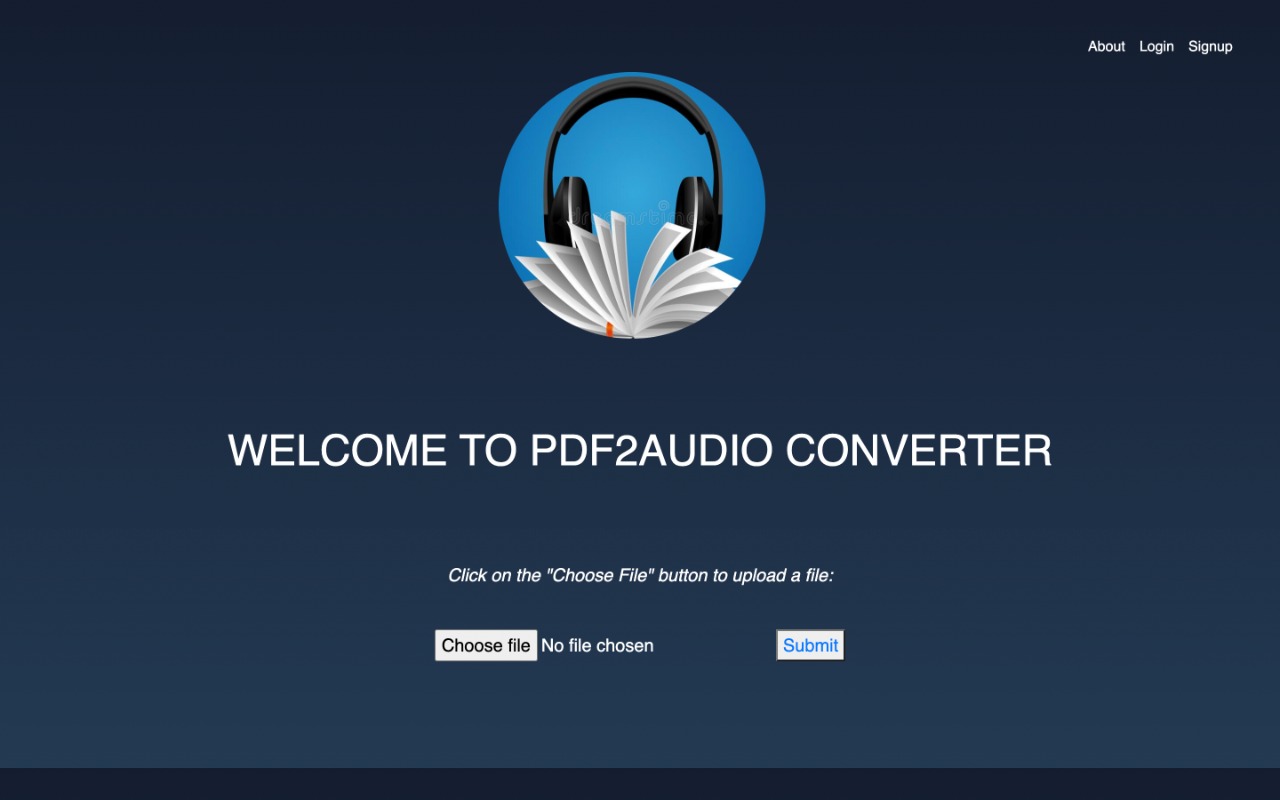 About Login Signup
dreamstime
WELCOME TO PDF2AUDIO CONVERTER
Click on the "Choose File" button to upload a file:
Choose file No file chosen Submit